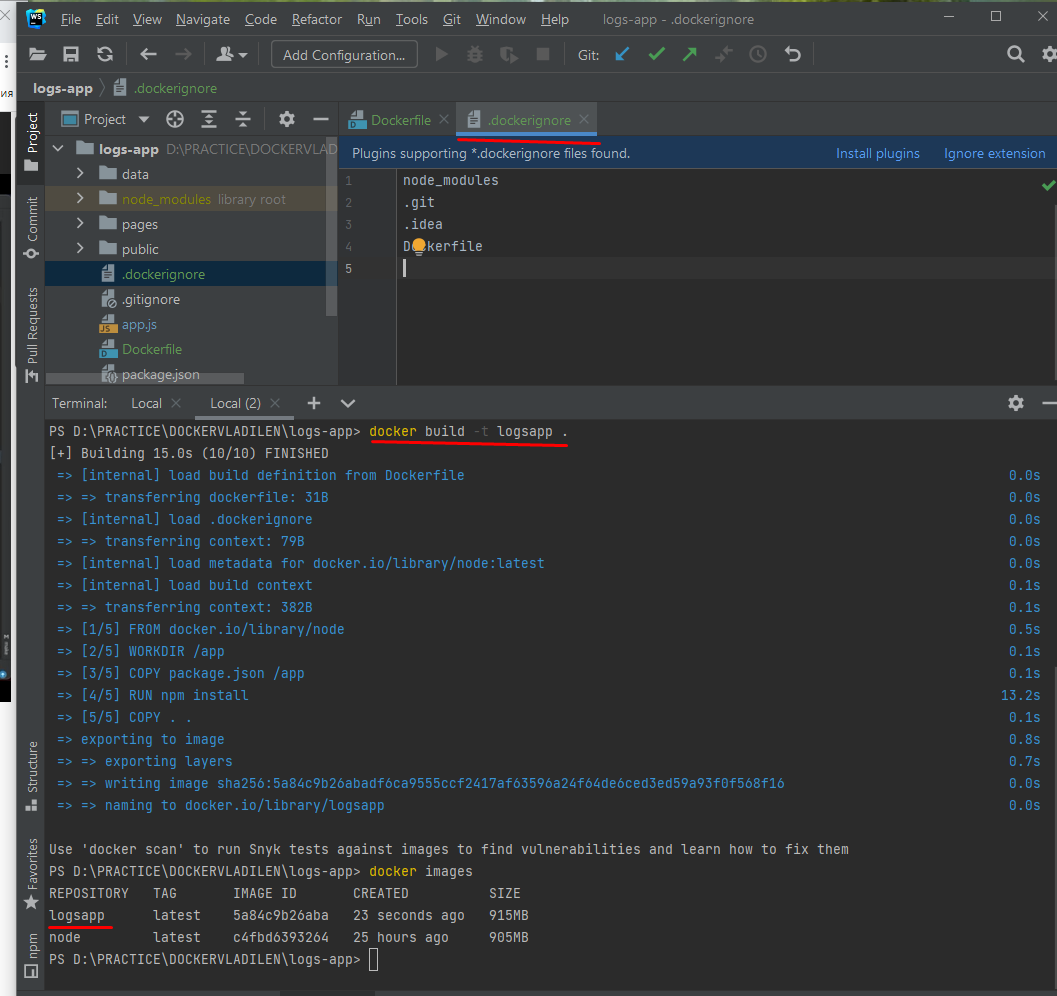 WS File Edit View Navigate Code Refactor Run Tools Git Window Help logs-app - .dockerignore
Add Configuration... Git:
ия
logs-app .dockerignore
Project Dockerfile .dockerignore
Plugins supporting *.dockerignore files found. Install plugins Ignore extension
logs-app D:\PRACTICE\DOCKERVLAD
data
node_modules library root
pages
public
.dockerignore
.gitignore
app.js
Dockerfile
package.json
1 node_modules
2 .git
3 .idea
4 D kerfile
5
Project
Commit
Pull Requests
Structure
Favorites
npm
Terminal: Local Local (2)
PS D:\PRACTICE\DOCKERVLADILEN\logs-app> docker build -t logsapp .
[+] Building 15.0s (10/10) FINISHED
=> [internal] load build definition from Dockerfile 0.0s
=> => transferring dockerfile: 31B 0.0s
=> [internal] load .dockerignore 0.0s
=> => transferring context: 79B 0.0s
=> [internal] load metadata for docker.io/library/node:latest 0.0s
=> [internal] load build context 0.1s
=> => transferring context: 382B 0.1s
=> [1/5] FROM docker.io/library/node 0.5s
=> [2/5] WORKDIR /app 0.1s
=> [3/5] COPY package.json /app 0.1s
=> [4/5] RUN npm install 13.2s
=> [5/5] COPY . . 0.1s
=> exporting to image 0.8s
=> => exporting layers 0.7s
=> => writing image sha256:5a84c9b26abadf6ca9555ccf2417af63596a24f64de6ced3ed59a93f0f568f16 0.0s
=> => naming to docker.io/library/logsapp 0.0s
Use 'docker scan' to run Snyk tests against images to find vulnerabilities and learn how to fix them
PS D:\PRACTICE\DOCKERVLADILEN\logs-app> docker images
REPOSITORY TAG IMAGE ID CREATED SIZE
logsapp latest 5a84c9b26aba 23 seconds ago 915MB
node latest c4fbd6393264 25 hours ago 905MB
PS D:\PRACTICE\DOCKERVLADILEN\logs-app>